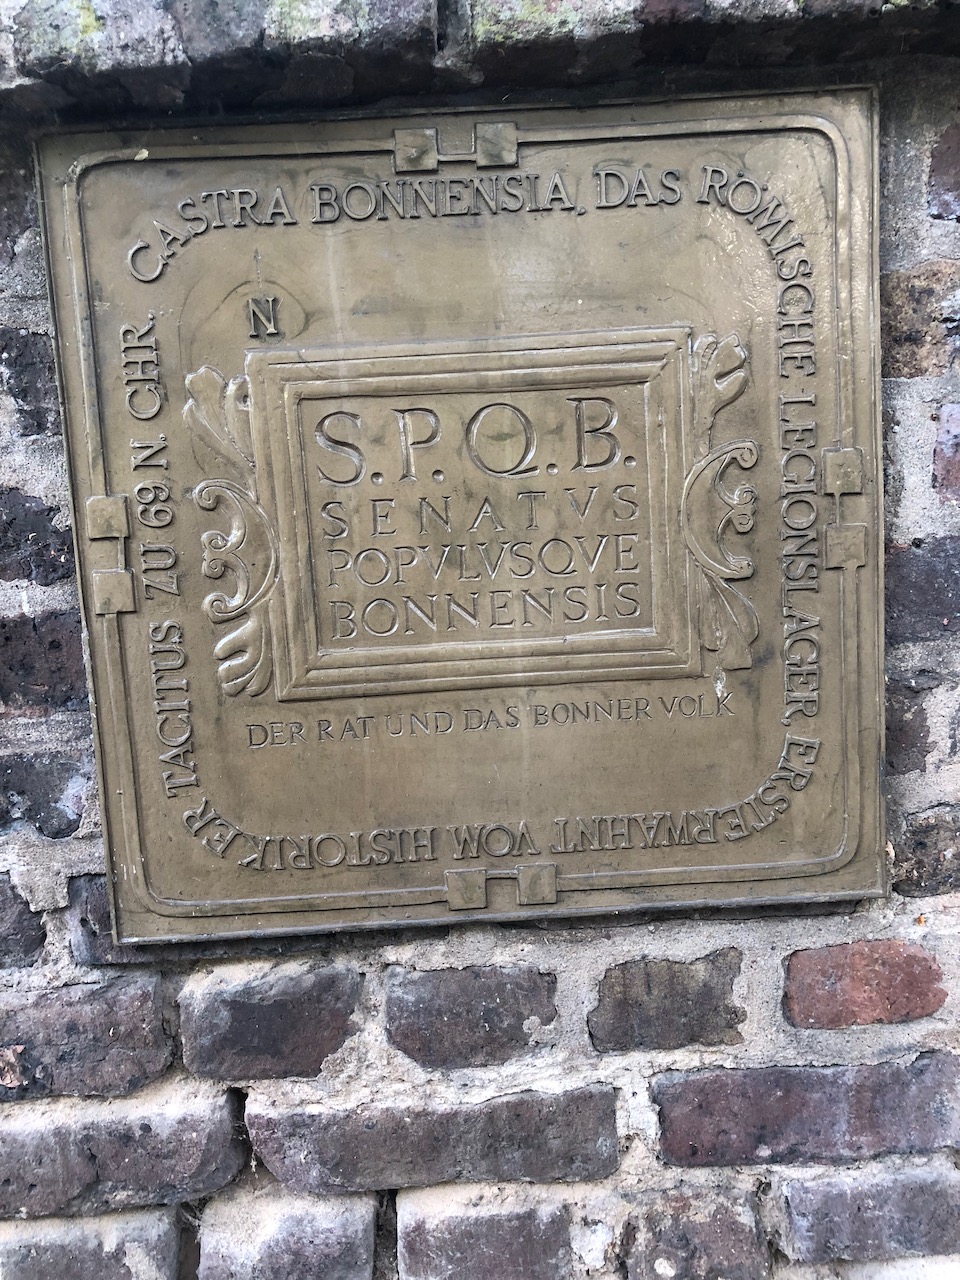 CASTRA BONNENSIA, DAS RÖMISCHE LEGIONSLAGER, ERSTERWÄHNT VOM HISTORIKER TACITUS ZU 69 N. CHR.
N
S.P.Q.B.
SENATVS
POPVLVSQVE
BONNENSIS
DER RAT UND DAS BONNER VOLK